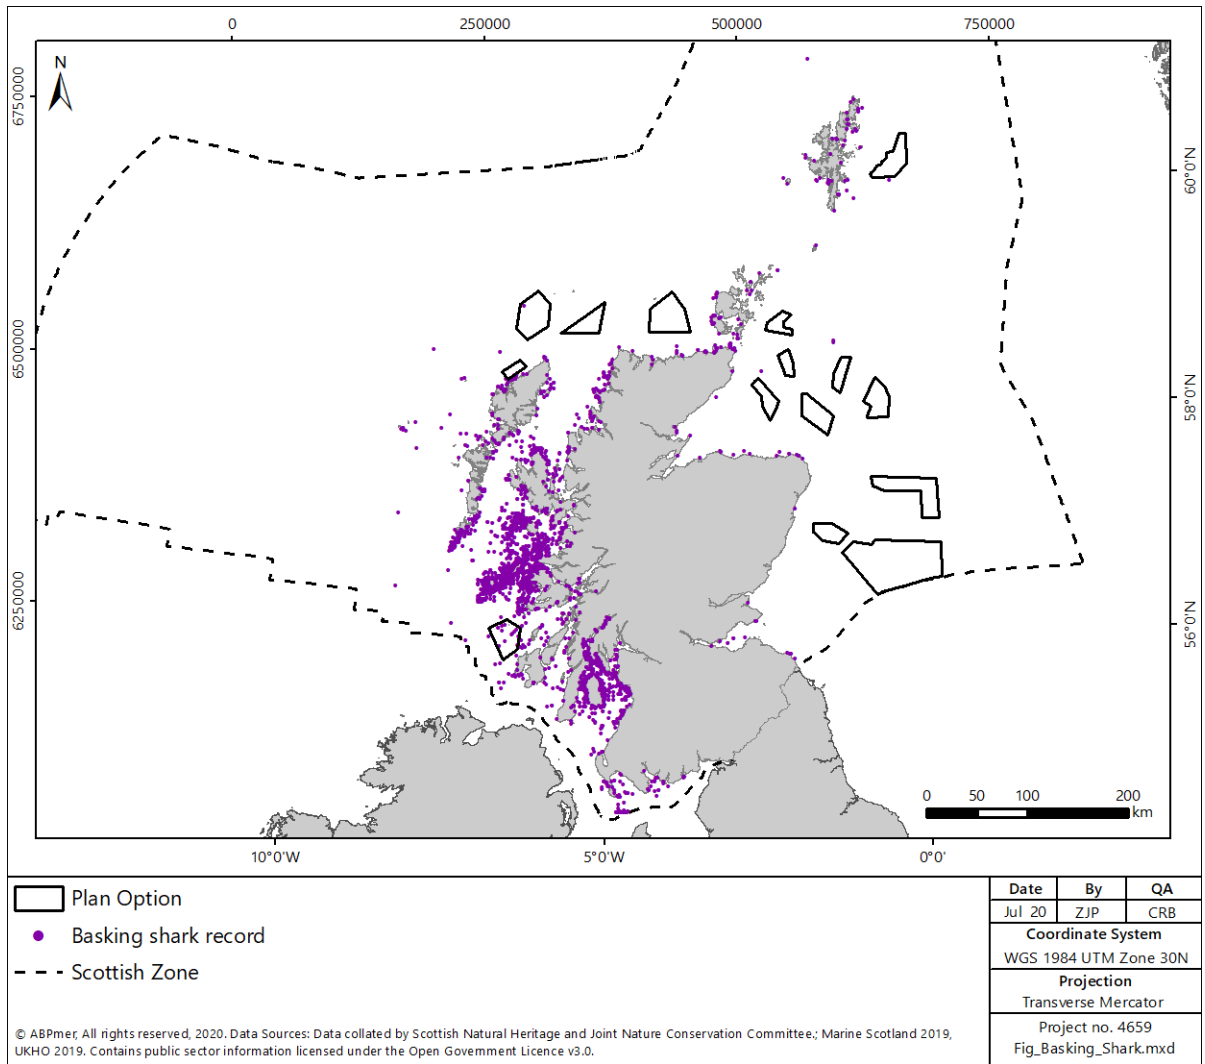 0 250000 500000 750000
N
6750000
6500000
6250000
60°0'N
58°0'N
56°0'N
0 50 100 200
km
10°0'W 5°0'W 0°0'
Plan Option
Basking shark record
Scottish Zone
© ABPmer, All rights reserved, 2020. Data Sources: Data collated by Scottish Natural Heritage and Joint Nature Conservation Committee.; Marine Scotland 2019,
UKHO 2019. Contains public sector information licensed under the Open Government Licence v3.0.
Date By QA
Jul 20 ZJP CRB
Coordinate System
WGS 1984 UTM Zone 30N
Projection
Transverse Mercator
Project no. 4659
Fig_Basking_Shark.mxd